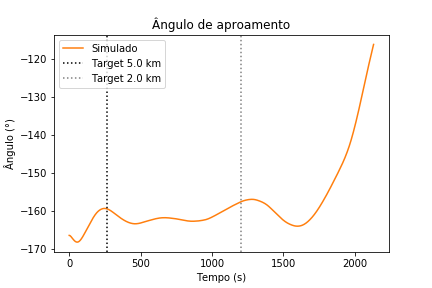 Ângulo de aproamento
Simulado
Target 5.0 km
Target 2.0 km
Ângulo (°)
−120
−130
−140
−150
−160
−170
0
500
1000
1500
2000
Tempo (s)